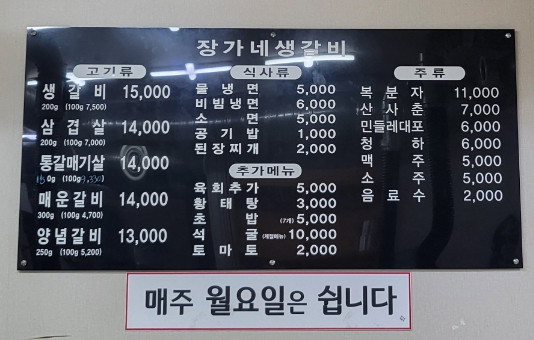 장가네생갈비
고기류
생갈비 15,000
200g (100g 7,500)
삼겹살 14,000
200g (100g 7,000)
통갈매기살 14,000
매운갈비 14,000
300g (100g 4,700)
양념갈비 13,000
250g (100g 5,200)
식사류
물냉면 5,000
비빔냉면 6,000
소면 5,000
공기밥 1,000
된장찌개 2,000
추가메뉴
육회추가 5,000
황태탕 3,000
초밥 (7개) 5,000
석굴 (계절메뉴) 10,000
토마토 2,000
주류
복분자 11,000
산사춘 7,000
민들레대포 6,000
청하 6,000
맥주 5,000
소주 5,000
음료수 2,000
매주 월요일은 쉽니다